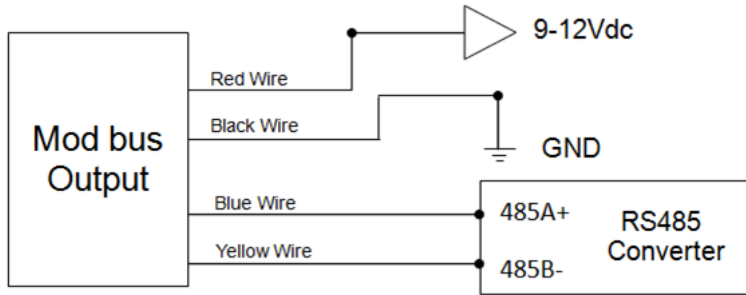 9-12Vdc
Red Wire
Black Wire
Mod bus
Output
GND
Blue Wire
485A+
RS485
Converter
Yellow Wire
485B-